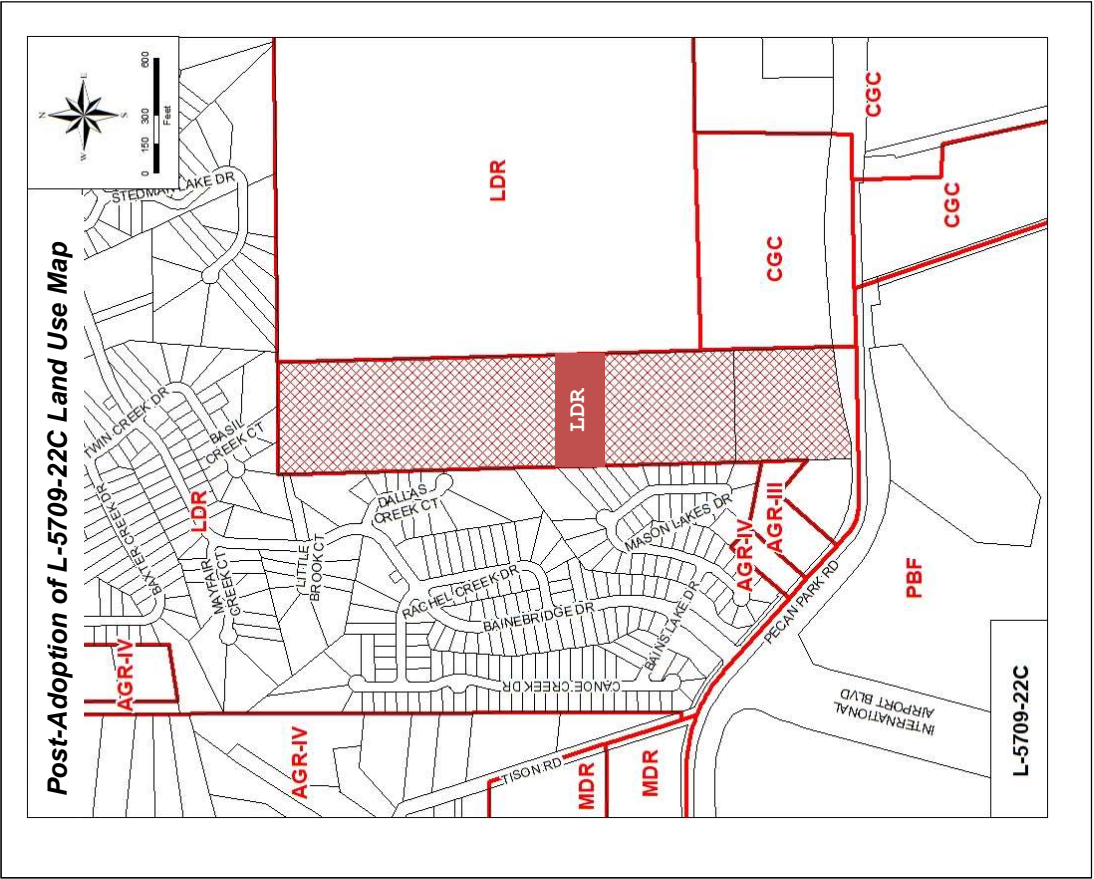 Post-Adoption of L-5709-22C Land Use Map
N
E
S
W
0 150 300 600
Feet
STEDMAN LAKE DR
TWIN CREEK DR
BASIL
CREEK CT
BAXTER CREEK DR
LDR
MAYFAIR
CREEK CT
LITTLE
BROOK CT
DALLAS
CREEK CT
RACHEL CREEK DR
BAINEBRIDGE DR
MASON LAKES DR
BAINS LAKE DR
CANOE CREEK DR
AGR-IV
AGR-IV
TISON RD
MDR
MDR
LDR
LDR
CGC
CGC
CGC
AGR-IV
AGR-III
PECAN PARK RD
PBF
INTERNATIONAL
AIRPORT BLVD
L-5709-22C